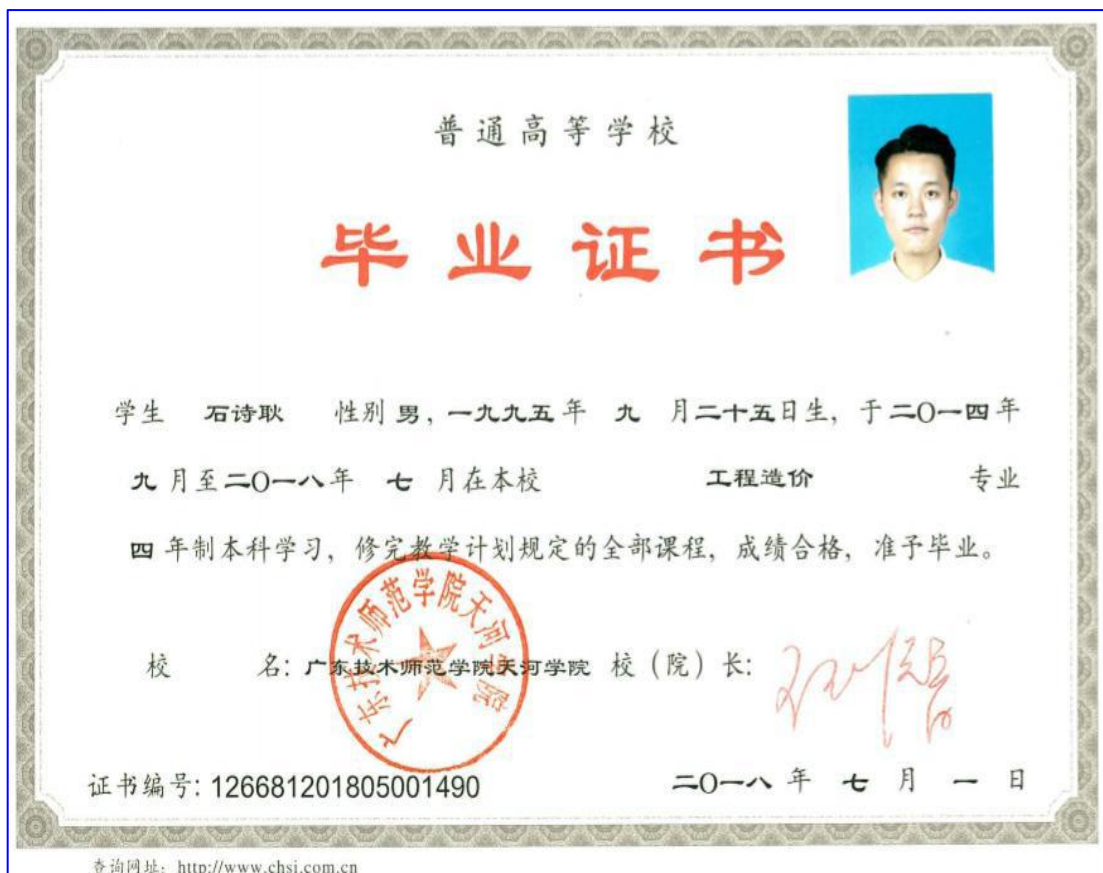 普通高等学校
毕业证书
学生 石诗耿 性别 男，一九九五年 九 月二十五日生，于二〇一四年
九月至二〇一八年 七 月在本校 工程造价 专业
四 年制本科学习，修完教学计划规定的全部课程，成绩合格，准予毕业。
广东技术师范学院天河学院
校 名：广东技术师范学院天河学院 校（院）长：
证书编号：126681201805001490 二〇一八 年 七 月 一 日
查询网址：http://www.chsi.com.cn